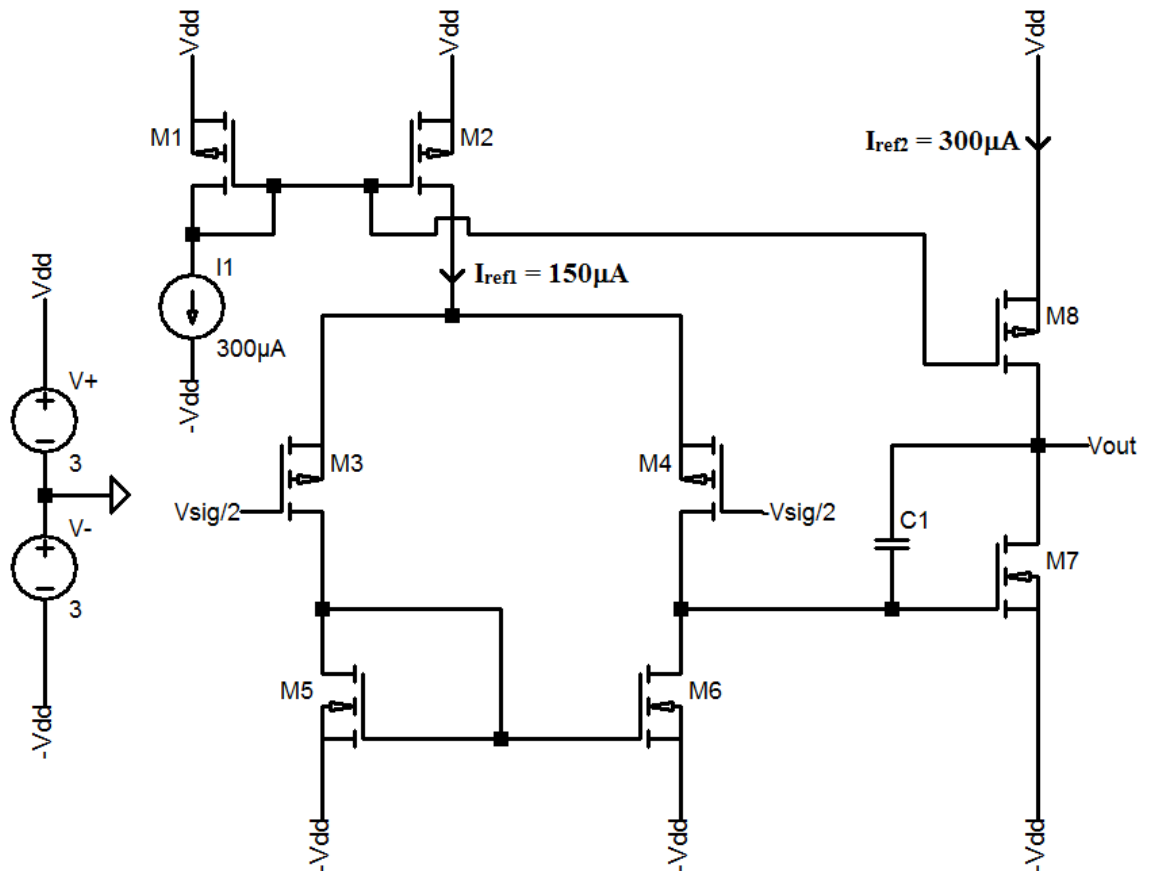 Vdd
Vdd
Vdd
M1
M2
Iref2 = 300µA
I1
Iref1 = 150µA
Vdd
300µA
M8
-Vdd
V+
3
M3
M4
Vout
Vsig/2
-Vsig/2
C1
V-
M7
3
M5
M6
-Vdd
-Vdd
-Vdd
-Vdd